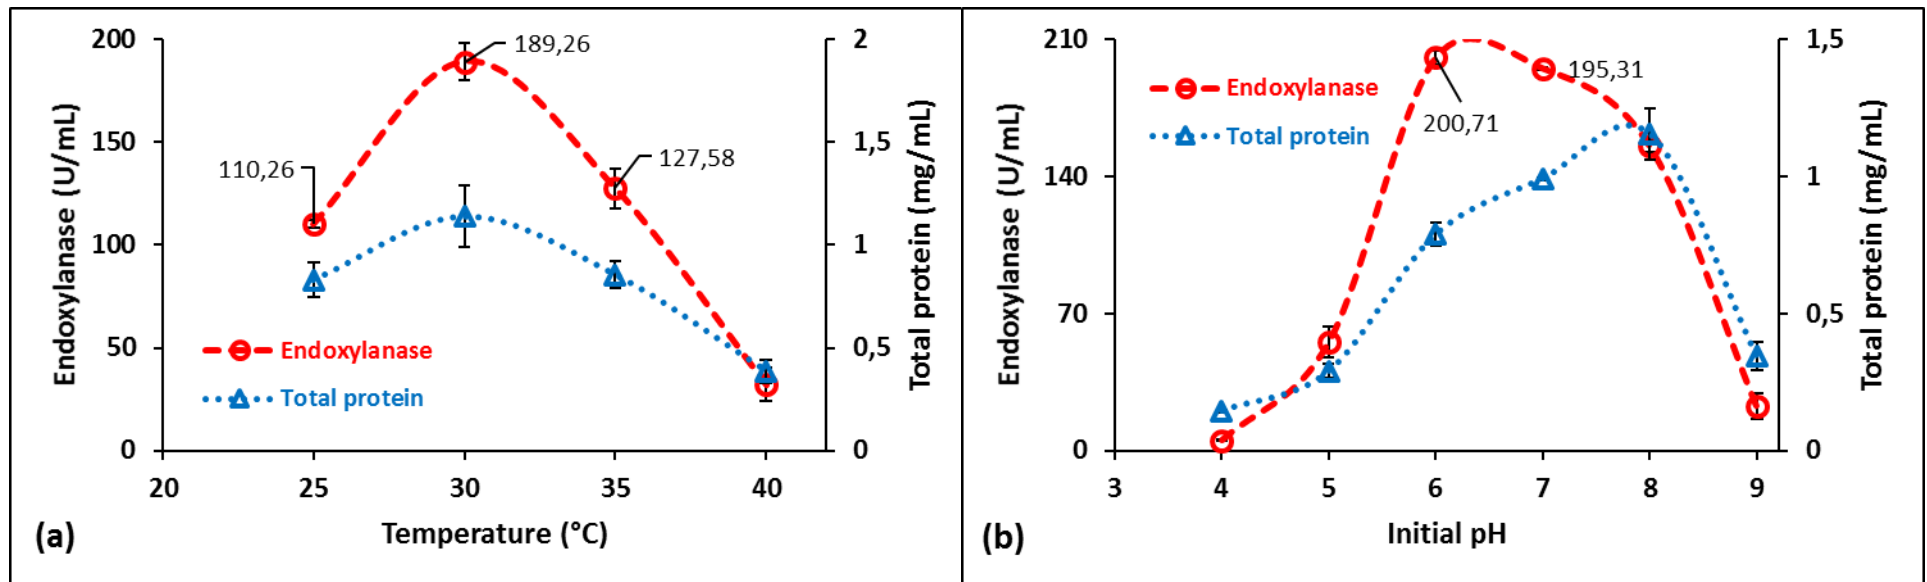 200
150
100
50
0
Endoxylanase (U/mL)
189,26
110,26
127,58
Endoxylanase
Total protein
2
1,5
1
0,5
0
Total protein (mg/mL)
20 25 30 35 40
Temperature (°C)
(a)
210
140
70
0
Endoxylanase (U/mL)
Endoxylanase
Total protein
195,31
200,71
1,5
1
0,5
0
Total protein (mg/mL)
3 4 5 6 7 8 9
Initial pH
(b)